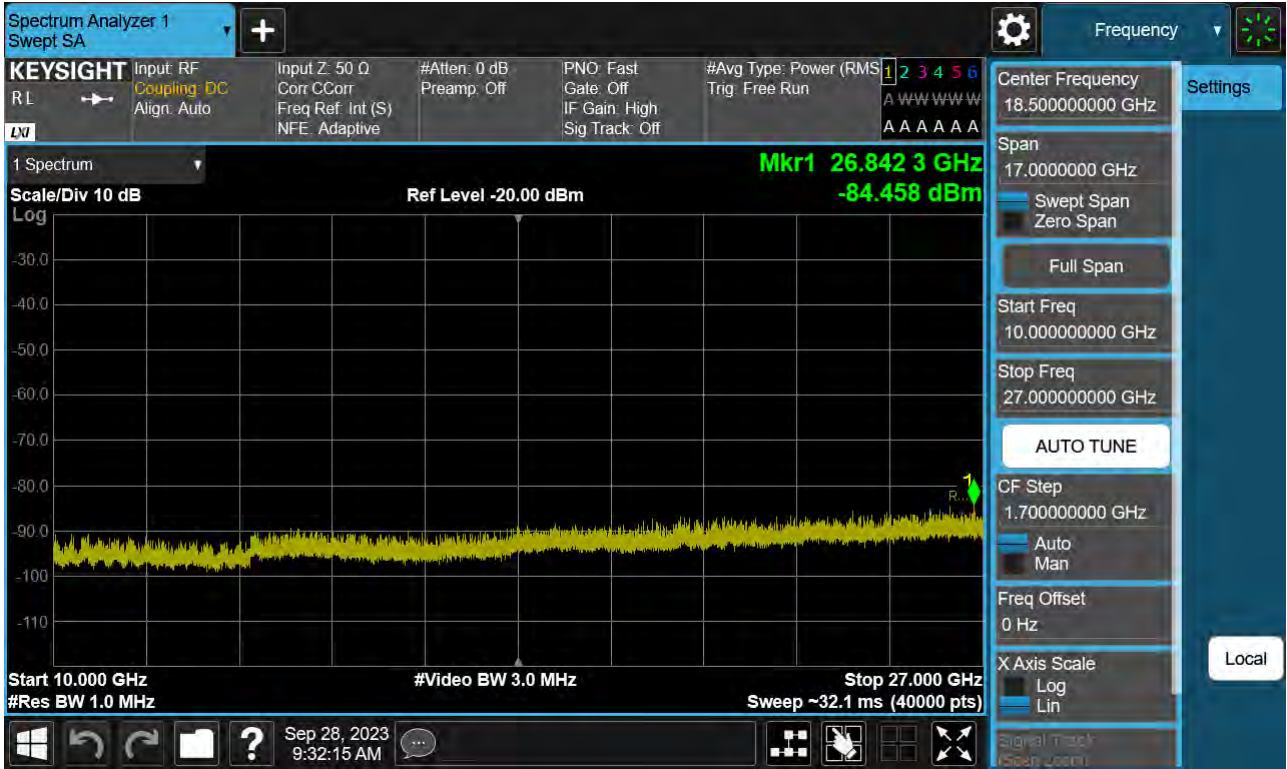 Spectrum Analyzer 1
Swept SA
Frequency
KEYSIGHT
RL
LXI
Input: RF
Coupling: DC
Align: Auto
Input Z: 50 Ω
Corr CCorr
Freq Ref: Int (S)
NFE: Adaptive
#Atten: 0 dB
Preamp: Off
PNO: Fast
Gate: Off
IF Gain: High
Sig Track: Off
#Avg Type: Power (RMS
Trig: Free Run
1 2 3 4 5 6
A W W W W W
A A A A A A
1 Spectrum
Scale/Div 10 dB
Ref Level -20.00 dBm
Mkr1 26.842 3 GHz
-84.458 dBm
Log
-30.0
-40.0
-50.0
-60.0
-70.0
-80.0
-90.0
-100
-110
1
R...
Start 10.000 GHz
#Video BW 3.0 MHz
Stop 27.000 GHz
#Res BW 1.0 MHz
Sweep ~32.1 ms (40000 pts)
Center Frequency
18.500000000 GHz
Settings
Span
17.0000000 GHz
Swept Span
Zero Span
Full Span
Start Freq
10.000000000 GHz
Stop Freq
27.000000000 GHz
AUTO TUNE
CF Step
1.700000000 GHz
Auto
Man
Freq Offset
0 Hz
X Axis Scale
Log
Lin
Local
Signal Track
(Span Zoom)
?
Sep 28, 2023
9:32:15 AM